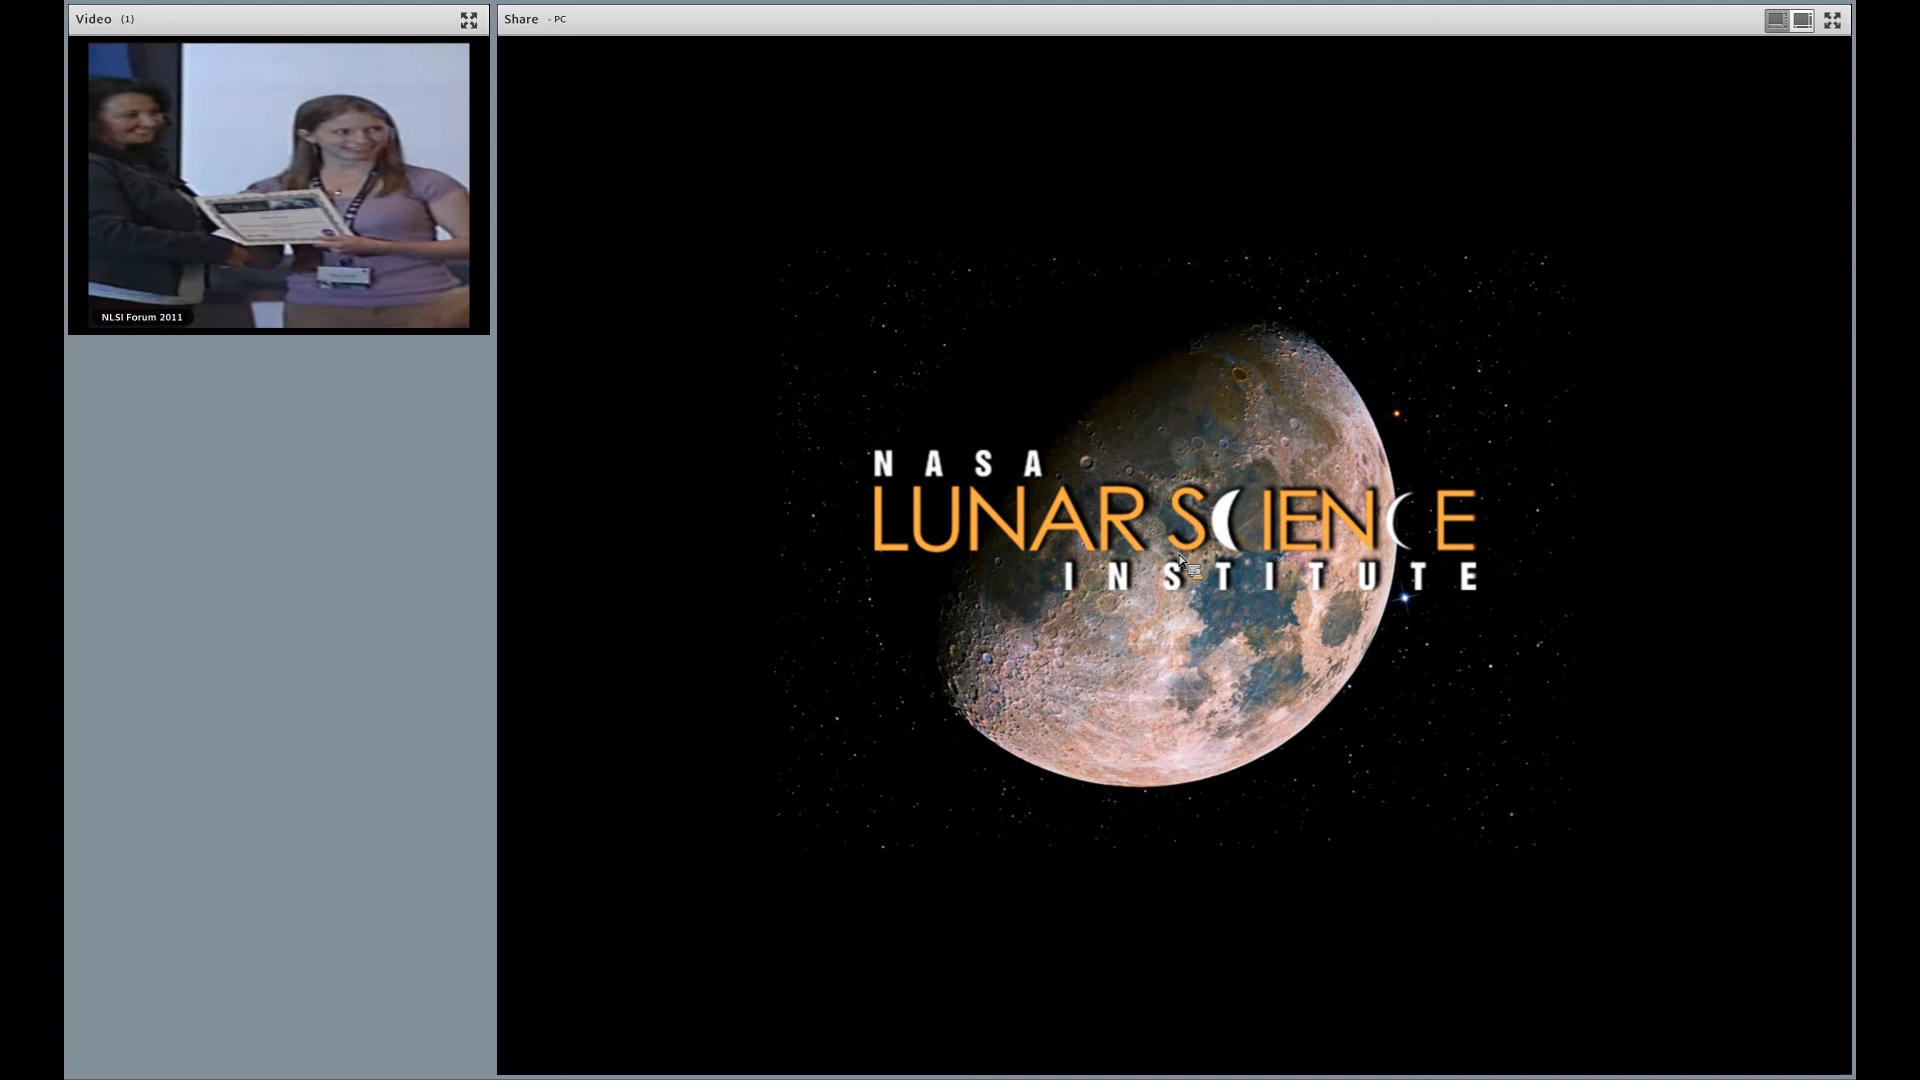 Video (1)
NLSI Forum 2011
Share - PC
NASA
LUNAR SCIENCE
INSTITUTE